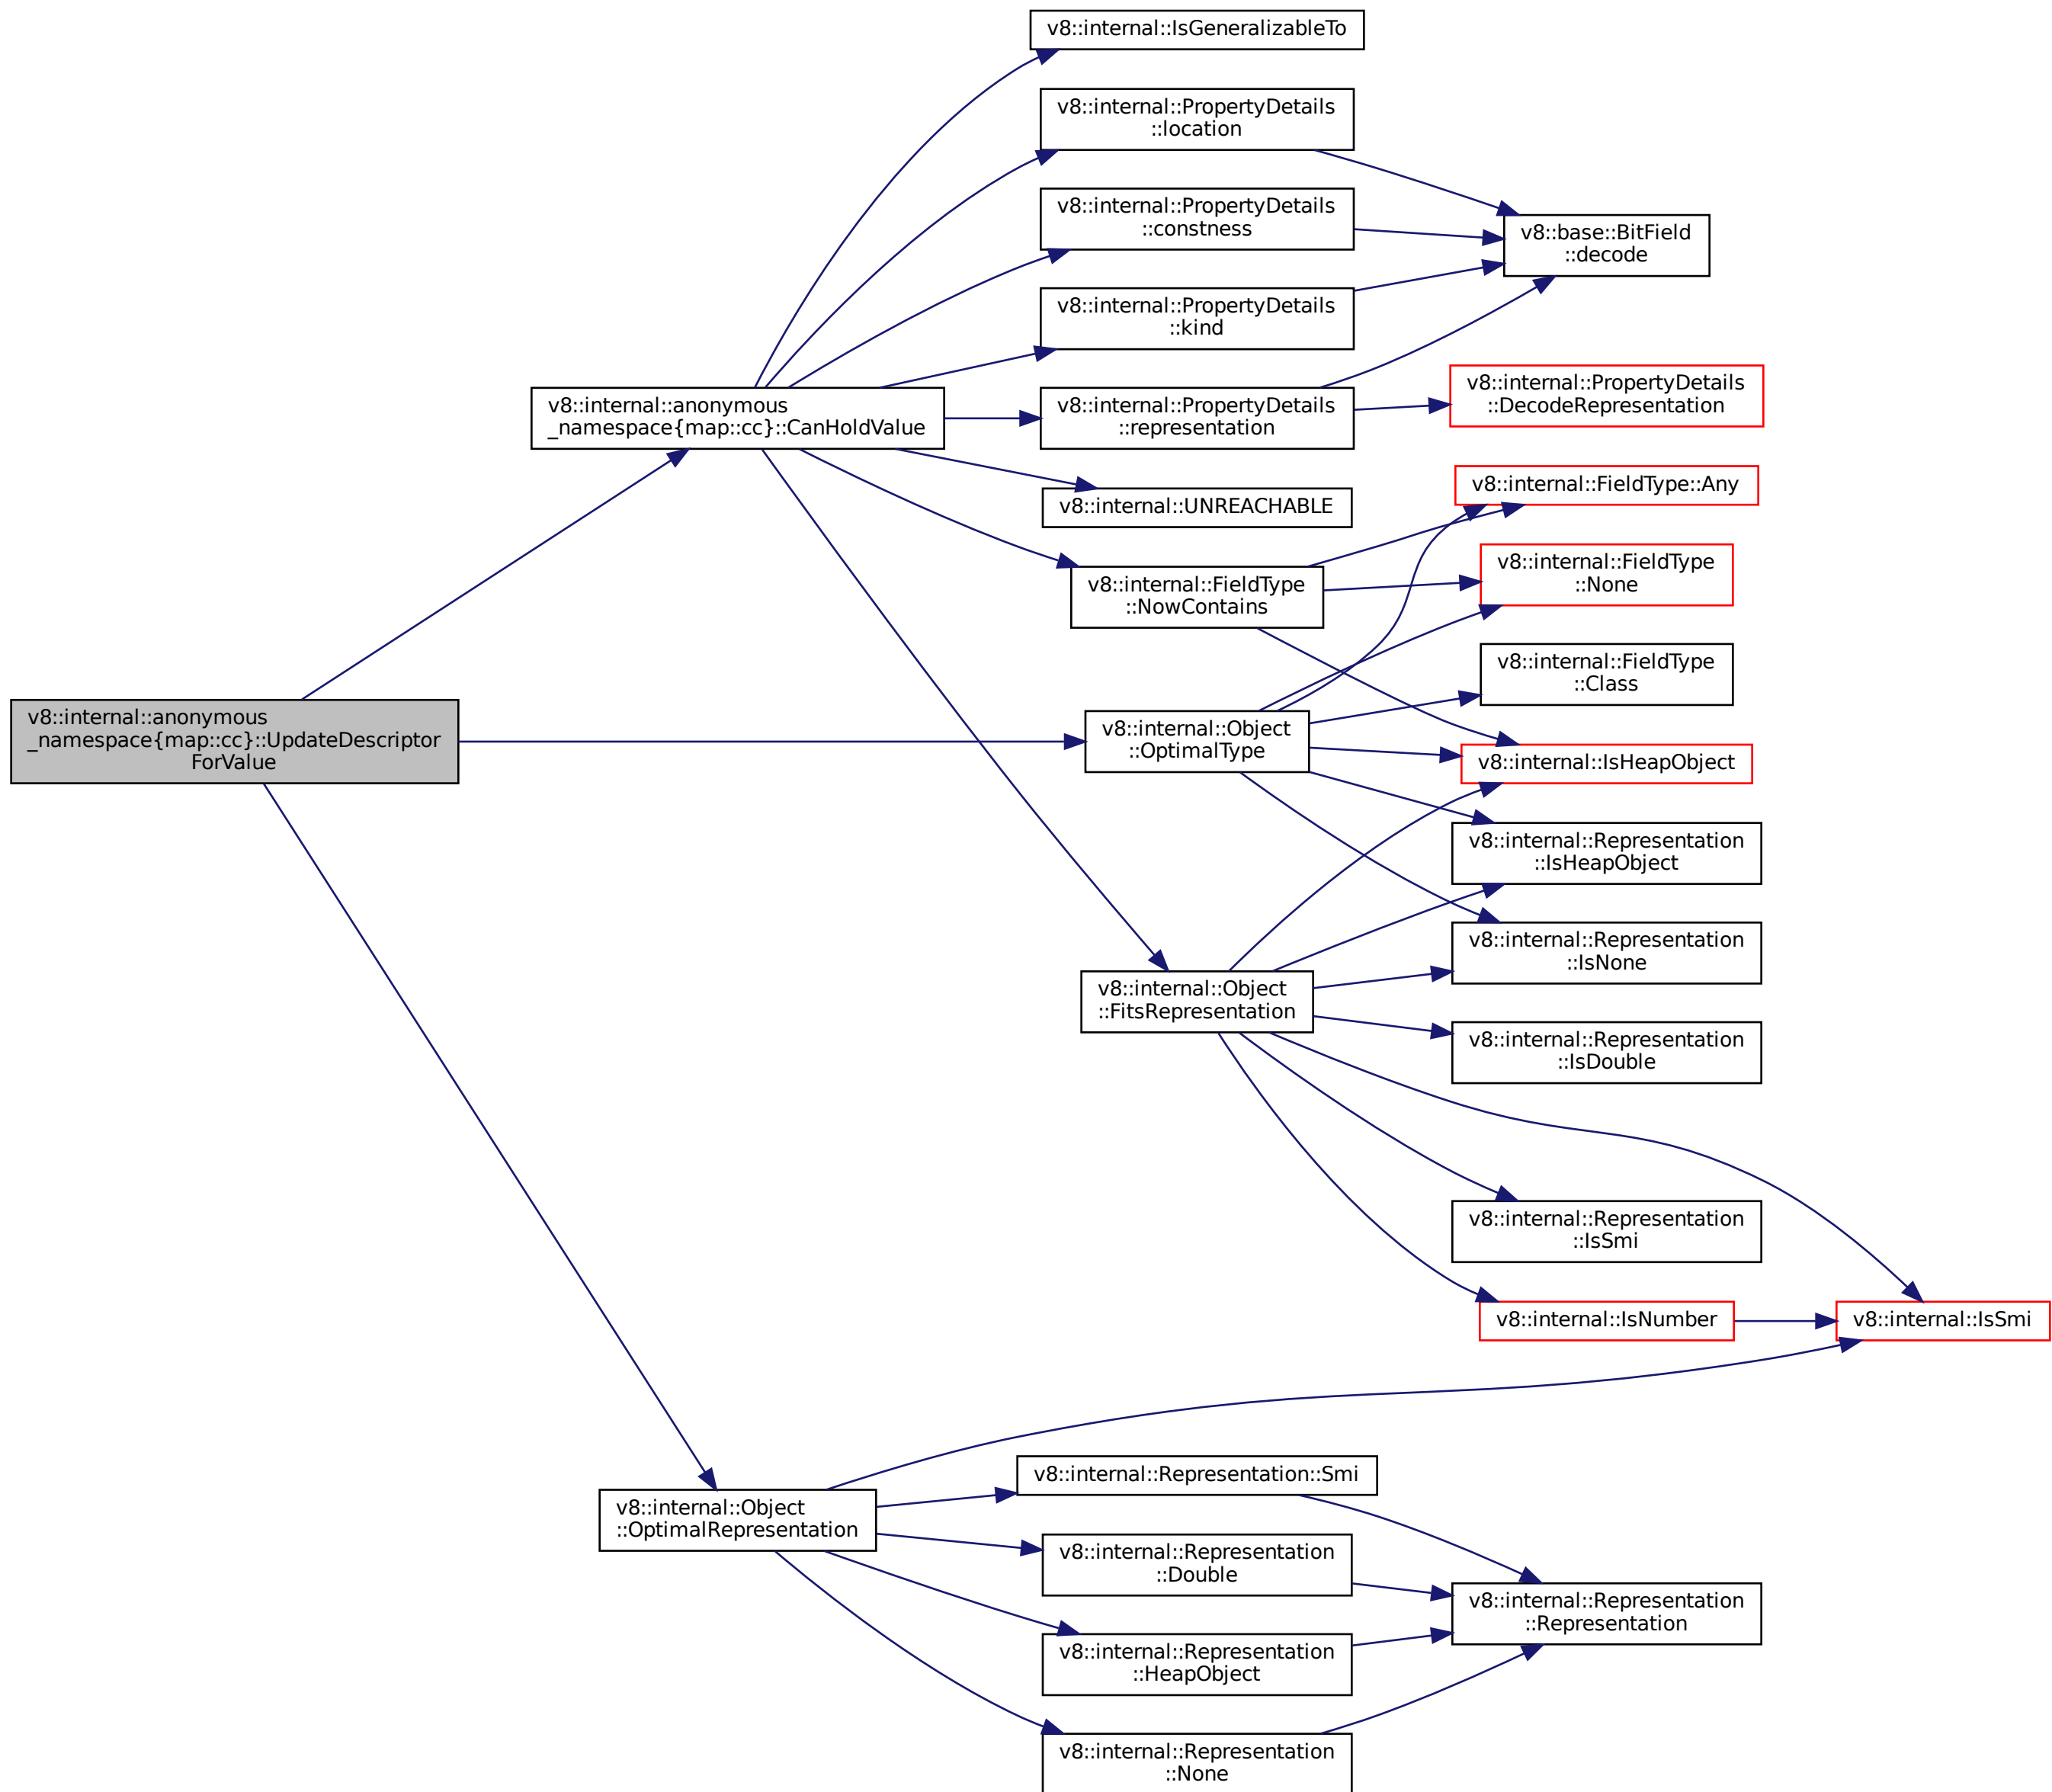 v8::internal::IsGeneralizableTo
v8::internal::PropertyDetails
::location
v8::internal::PropertyDetails
::constness
v8::base::BitField
::decode
v8::internal::PropertyDetails
::kind
v8::internal::PropertyDetails
::DecodeRepresentation
v8::internal::anonymous
_namespace{map::cc}::CanHoldValue
v8::internal::PropertyDetails
::representation
v8::internal::FieldType::Any
v8::internal::UNREACHABLE
v8::internal::FieldType
::None
v8::internal::FieldType
::NowContains
v8::internal::FieldType
::Class
v8::internal::anonymous
_namespace{map::cc}::UpdateDescriptor
ForValue
v8::internal::Object
::OptimalType
v8::internal::IsHeapObject
v8::internal::Representation
::IsHeapObject
v8::internal::Representation
::IsNone
v8::internal::Object
::FitsRepresentation
v8::internal::Representation
::IsDouble
v8::internal::Representation
::IsSmi
v8::internal::IsNumber
v8::internal::IsSmi
v8::internal::Representation::Smi
v8::internal::Object
::OptimalRepresentation
v8::internal::Representation
::Double
v8::internal::Representation
::Representation
v8::internal::Representation
::HeapObject
v8::internal::Representation
::None